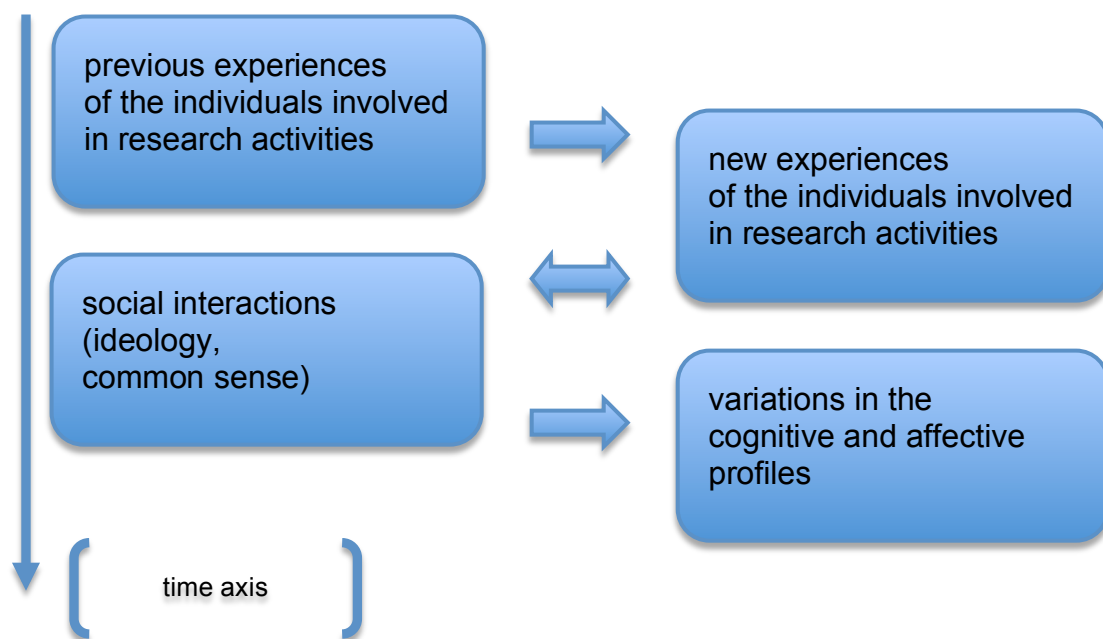 previous experiences
of the individuals involved
in research activities
new experiences
of the individuals involved
in research activities
social interactions
(ideology,
common sense)
variations in the
cognitive and affective
profiles
time axis